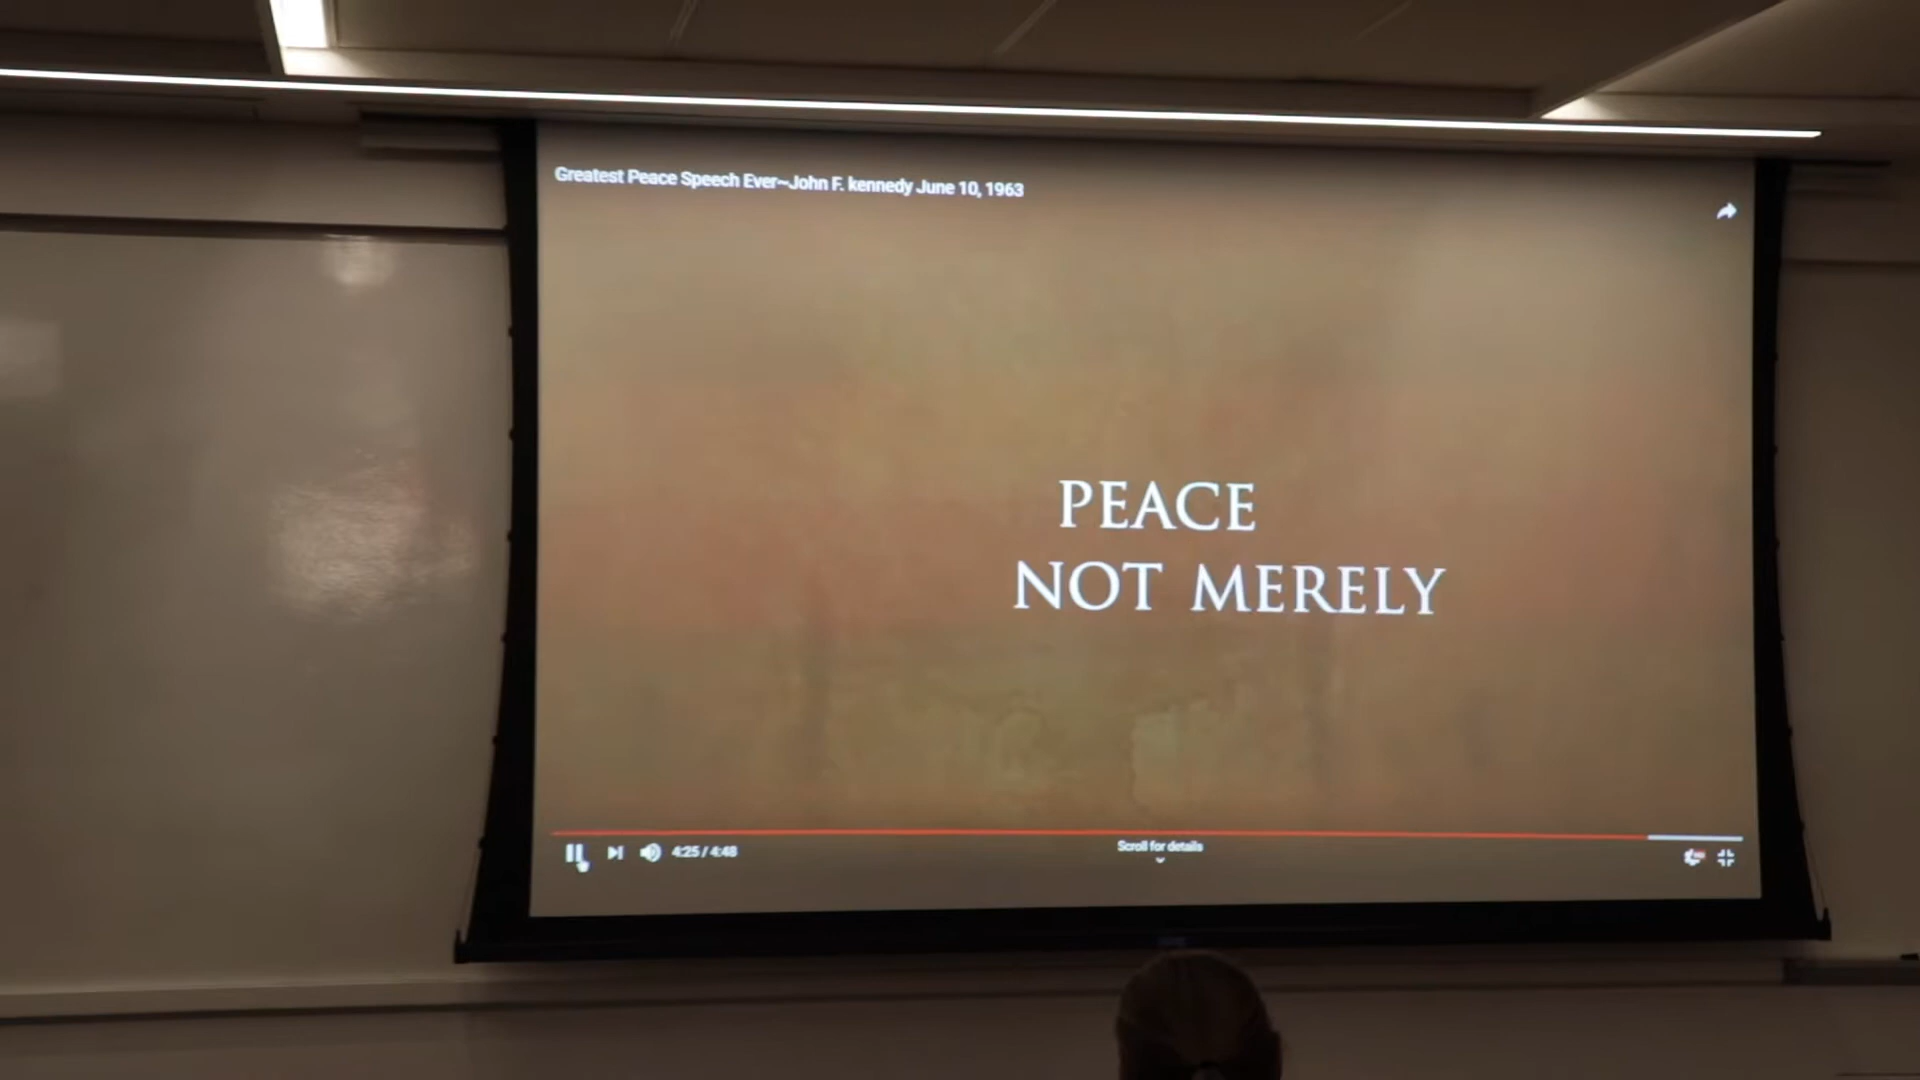 Greatest Peace Speech Ever~John F. kennedy June 10, 1963
PEACE
NOT MERELY
4:25 / 4:48
Scroll for details